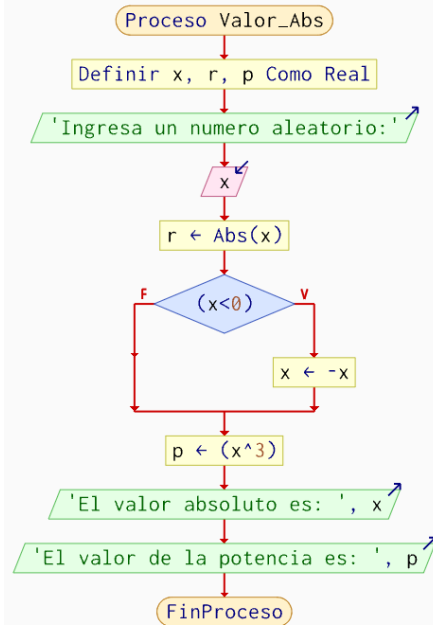 Proceso Valor_Abs
Definir x, r, p Como Real
'Ingresa un numero aleatorio:'
x
r ← Abs(x)
F
(x<0)
V
x ← -x
p ← (x^3)
'El valor absoluto es: ', x
'El valor de la potencia es: ', p
FinProceso